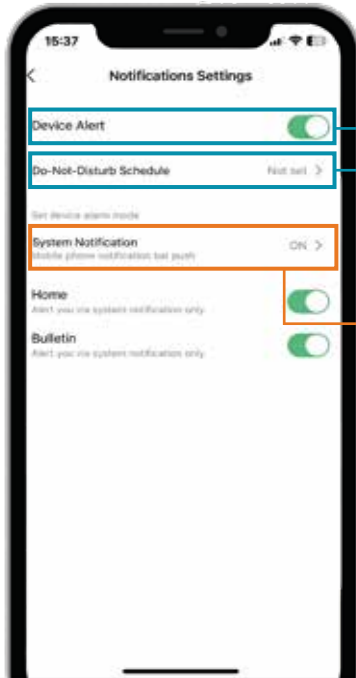 15:37
Notifications Settings
Device Alert
Do-Not-Disturb Schedule Not set
Set device alarm mode
System Notification ON
Mobile phone notification bar push
Home
Alert you via system notification only
Bulletin
Alert you via system notification only